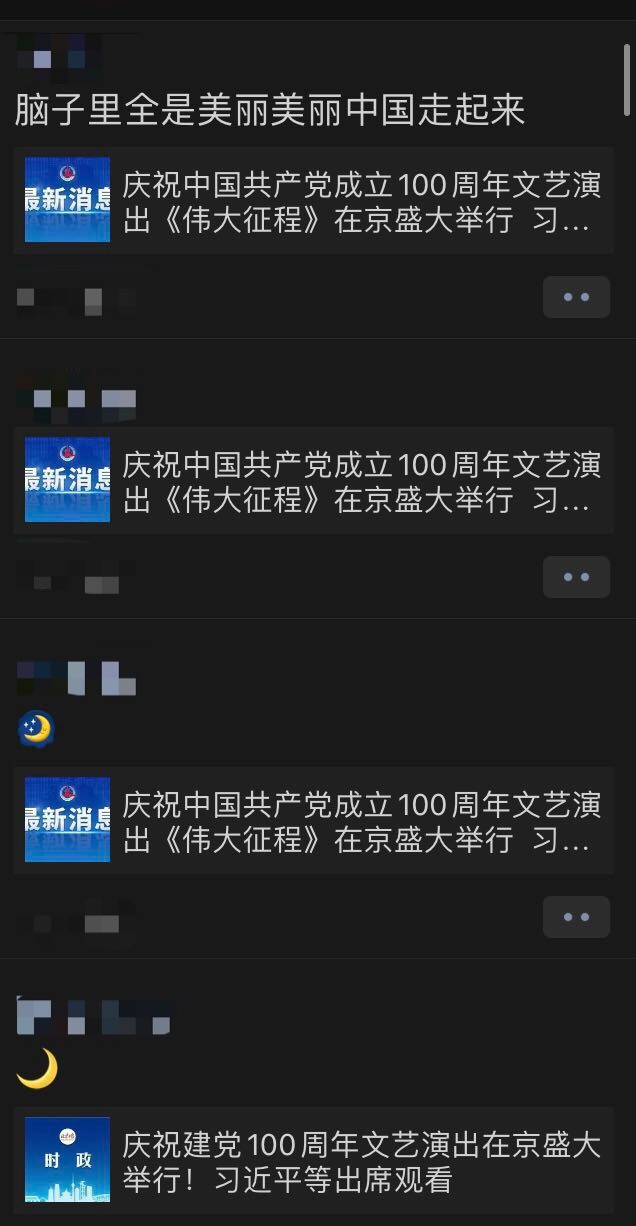 脑子里全是美丽美丽中国走起来
最新消息
庆祝中国共产党成立100周年文艺演
出《伟大征程》在京盛大举行 习...
最新消息
庆祝中国共产党成立100周年文艺演
出《伟大征程》在京盛大举行 习...
最新消息
庆祝中国共产党成立100周年文艺演
出《伟大征程》在京盛大举行 习...
时政
庆祝建党100周年文艺演出在京盛大
举行！习近平等出席观看